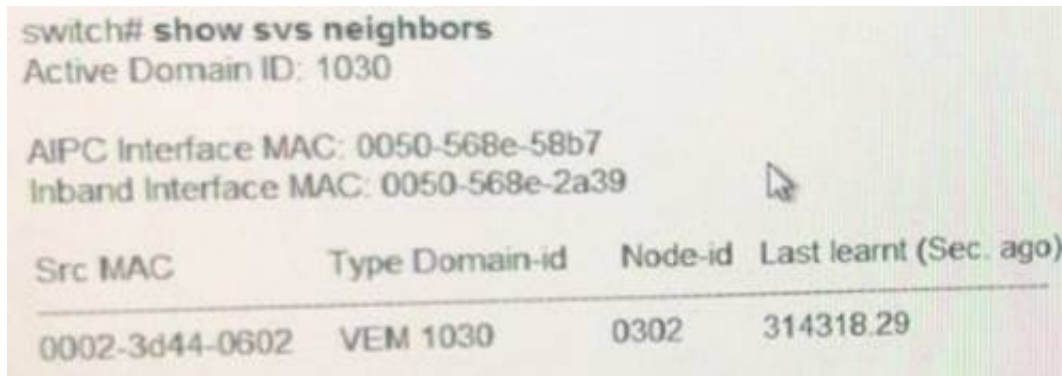 switch# show svs neighbors
Active Domain ID: 1030
AIPC Interface MAC: 0050-568e-58b7
Inband Interface MAC: 0050-568e-2a39
Src MAC Type Domain-id Node-id Last learnt (Sec. ago)
0002-3d44-0602 VEM 1030 0302 314318.29